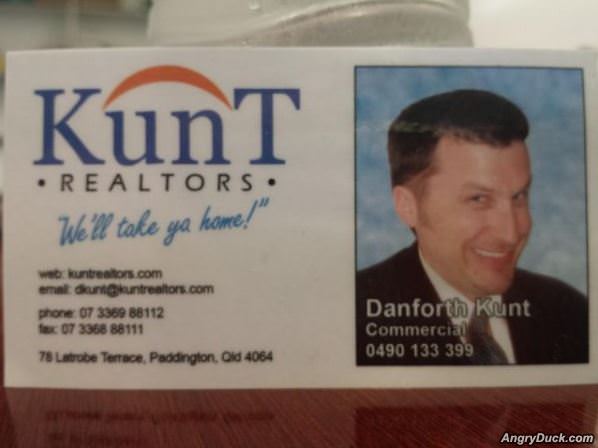 KunT
• REALTORS •
We'll take ya home!"
web: kuntrealtors.com
email: dkunt@kuntrealtors.com
phone: 07 3369 88112
fax: 07 3368 88111
78 Latrobe Terrace, Paddington, Qld 4064
Danforth Kunt
Commercial
0490 133 399
AngryDuck.com